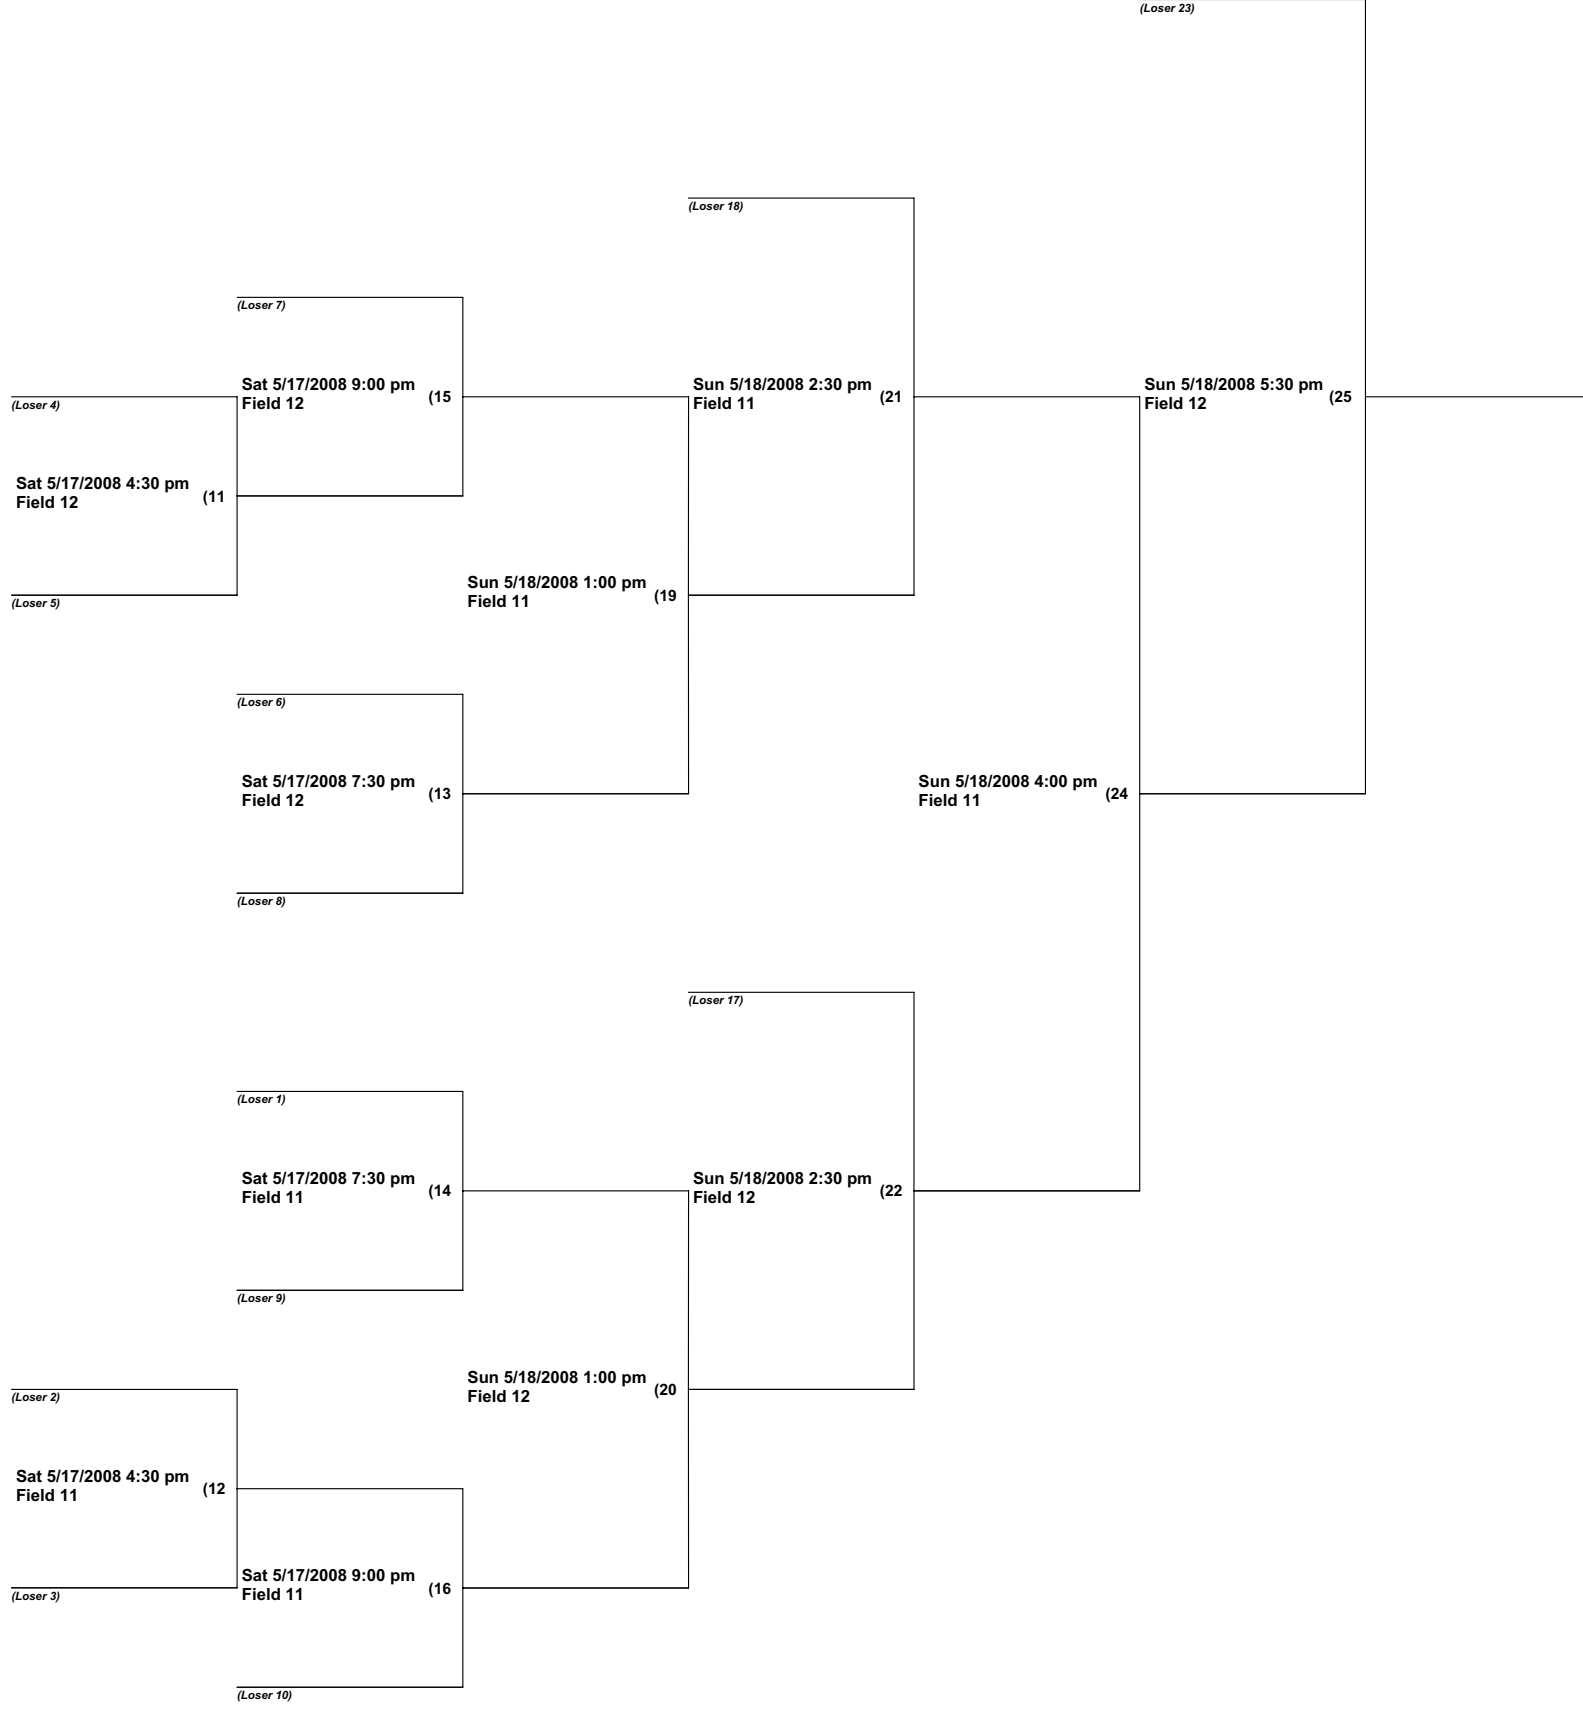 (Loser 23)
(Loser 18)
(Loser 7)
Sat 5/17/2008 9:00 pm
Field 12
(15
Sun 5/18/2008 2:30 pm
Field 11
(21
Sun 5/18/2008 5:30 pm
Field 12
(25
(Loser 4)
Sat 5/17/2008 4:30 pm
Field 12
(11
Sun 5/18/2008 1:00 pm
Field 11
(19
(Loser 5)
(Loser 6)
Sat 5/17/2008 7:30 pm
Field 12
(13
Sun 5/18/2008 4:00 pm
Field 11
(24
(Loser 8)
(Loser 17)
(Loser 1)
Sat 5/17/2008 7:30 pm
Field 11
(14
Sun 5/18/2008 2:30 pm
Field 12
(22
(Loser 9)
Sun 5/18/2008 1:00 pm
Field 12
(20
(Loser 2)
Sat 5/17/2008 4:30 pm
Field 11
(12
(Loser 3)
Sat 5/17/2008 9:00 pm
Field 11
(16
(Loser 10)